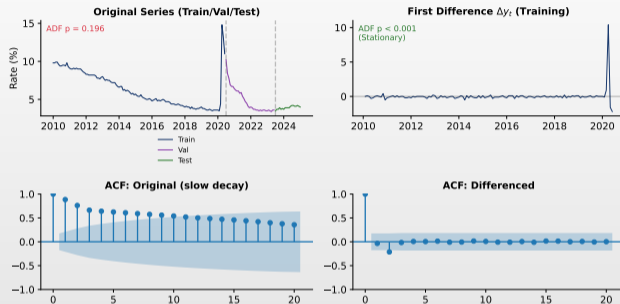 Original Series (Train/Val/Test)
ADF p = 0.196
Rate (%)
15
10
5
2010 2012 2014 2016 2018 2020 2022 2024
Train
Val
Test
First Difference Δyₜ (Training)
ADF p < 0.001
(Stationary)
10
5
0
2010 2012 2014 2016 2018 2020
ACF: Original (slow decay)
1.0
0.5
0.0
−0.5
−1.0
0 5 10 15 20
ACF: Differenced
1.0
0.5
0.0
−0.5
−1.0
0 5 10 15 20